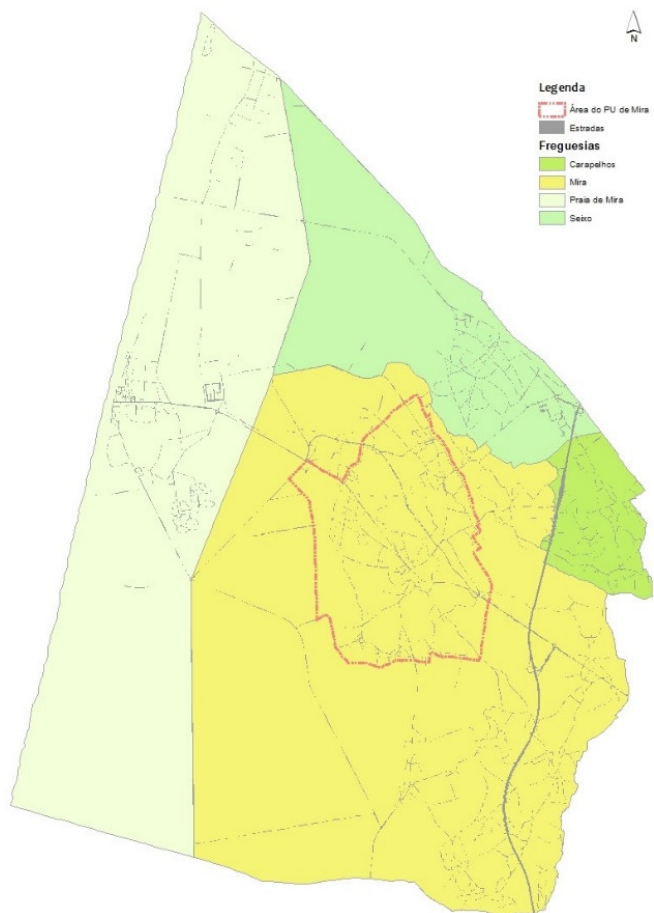 N
Legenda
Área do PU de Mira
Estradas
Freguesias
Carapelhos
Mira
Praia de Mira
Seixo